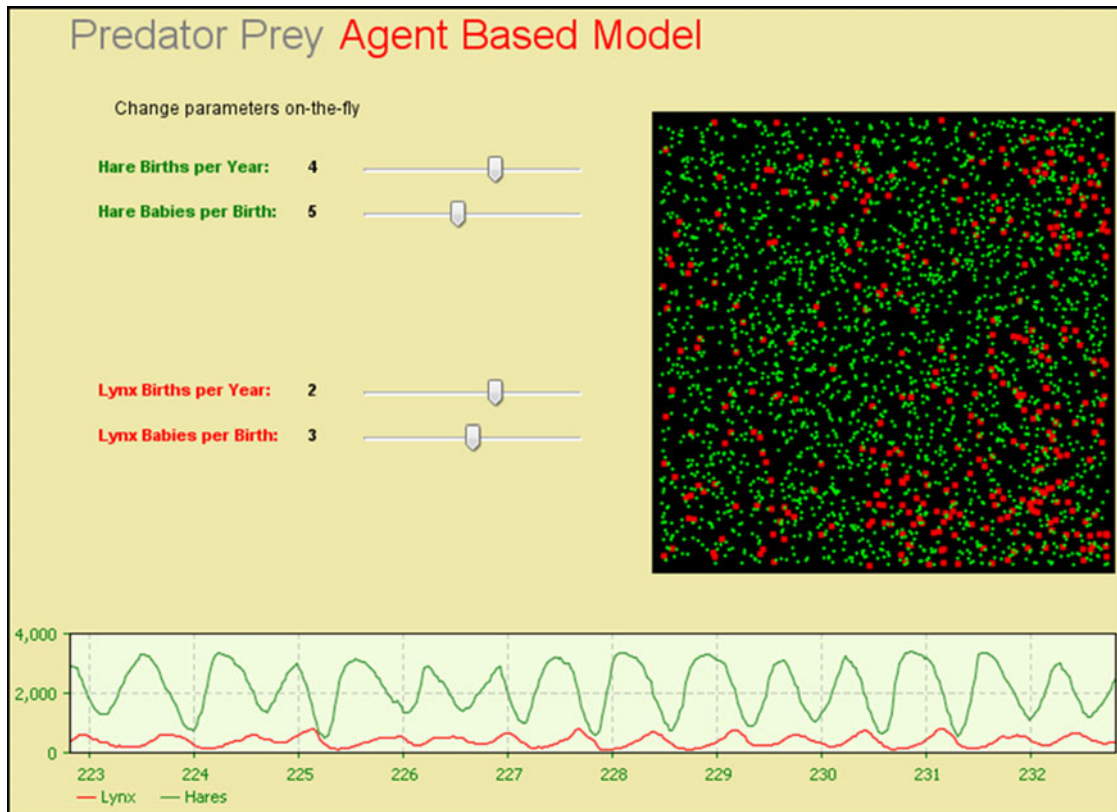 Predator Prey Agent Based Model
Change parameters on-the-fly
Hare Births per Year: 4
Hare Babies per Birth: 5
Lynx Births per Year: 2
Lynx Babies per Birth: 3
4,000
2,000
0
223 224 225 226 227 228 229 230 231 232
Lynx Hares